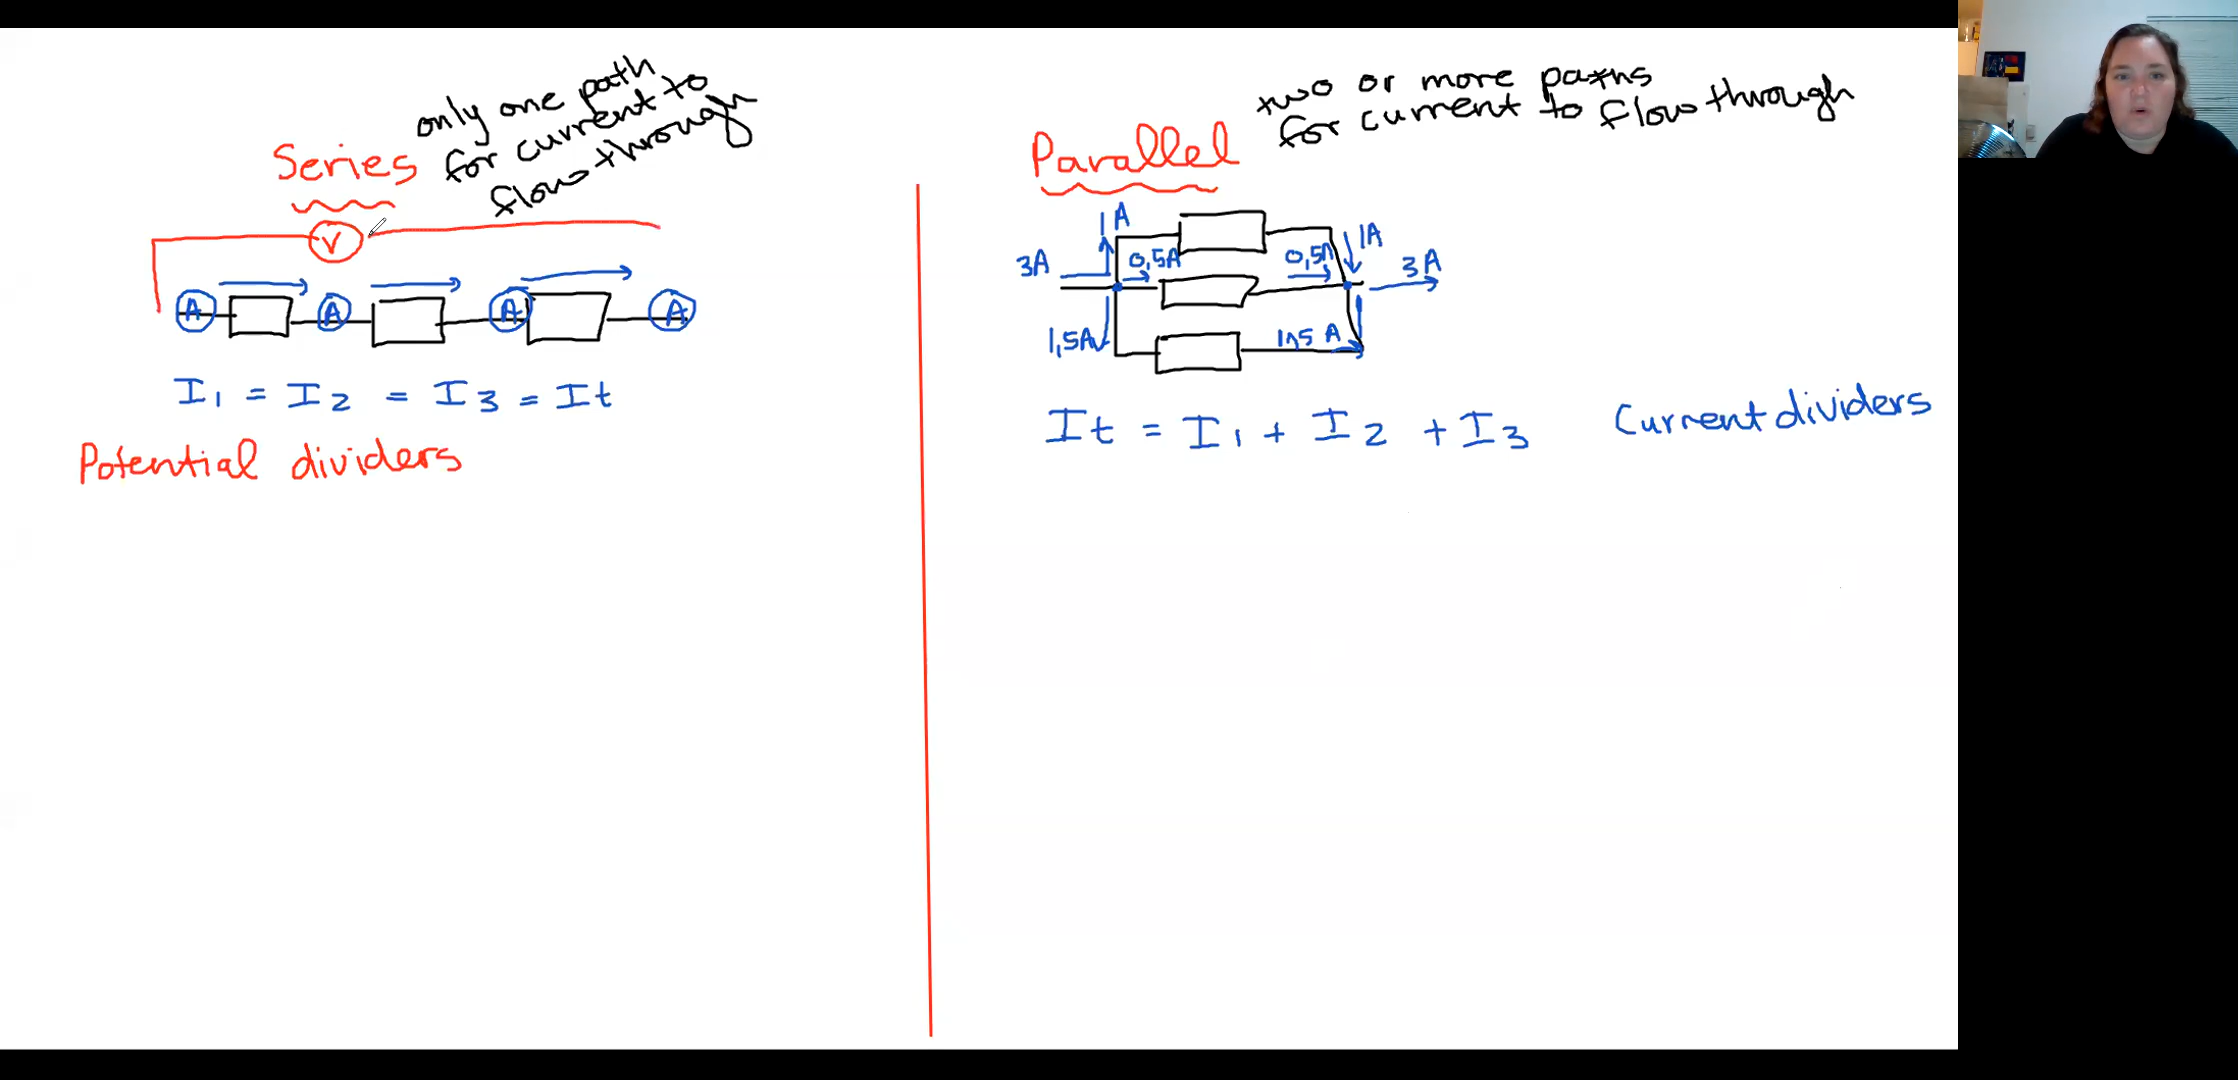 only one path
for current to
flow through
Series
V
A A A A
I1 = I2 = I3 = It
Potential dividers
two or more paths
for current to flow through
Parallel
1A
3A 0,5A 0,5A 1A 3A
1,5A 1,5 A
It = I1 + I2 + I3
Current dividers